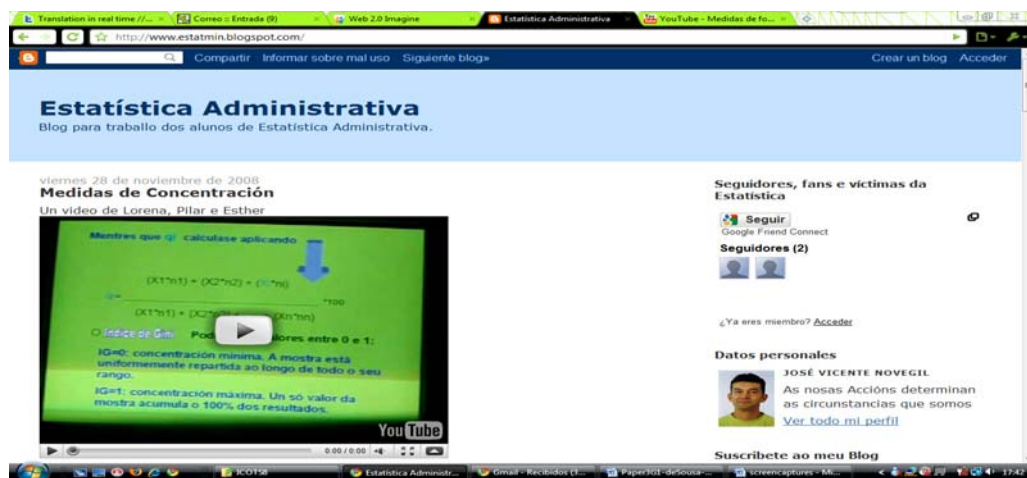 Translation in real time //...
Correo :: Entrada (9)
Web 2.0 Imagine
Estatística Administrativa
YouTube - Medidas de fo...
http://www.estatmin.blogspot.com/
Compartir Informar sobre mal uso Siguiente blog»
Crear un blog Acceder
Estatística Administrativa
Blog para traballo dos alunos de Estatística Administrativa.
viernes 28 de noviembre de 2008
Medidas de Concentración
Un video de Lorena, Pilar e Esther
Mentres que qi calculase aplicando
(X1*n1) + (X2*n2) + (Xi*ni)
*100
(X1*n1) + (Xn*nn)
Índice de Gini entre 0 e 1:
IG=0: concentración mínima. A mostra está
uniformemente repartida ao longo de todo o seu
rango.
IG=1: concentración máxima. Un só valor da
mostra acumula o 100% dos resultados.
YouTube
0:00 / 0:00
Seguidores, fans e víctimas da
Estatística
Seguir
Google Friend Connect
Seguidores (2)
¿Ya eres miembro? Acceder
Datos personales
JOSÉ VICENTE NOVEGIL
As nosas Accións determinan
as circunstancias que somos
Ver todo mi perfil
Suscribete ao meu Blog
ICOTS8
Estatística Administr...
Gmail - Recibidos (1...
Paper3G1-deSousa-...
screencaptures - Mi...
17:42